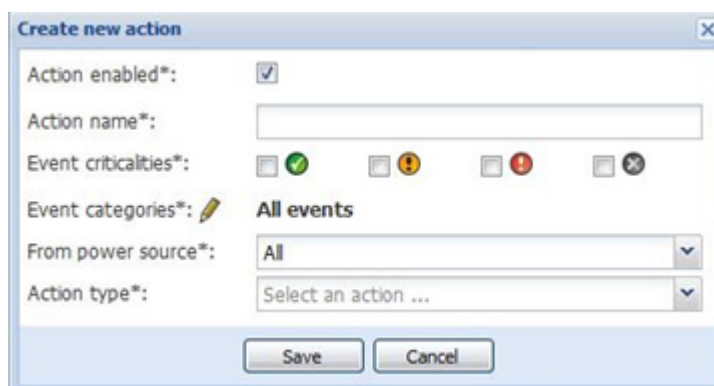 Create new action
Action enabled*:
Action name*:
Event criticalities*:
Event categories*: All events
From power source*: All
Action type*: Select an action ...
Save Cancel